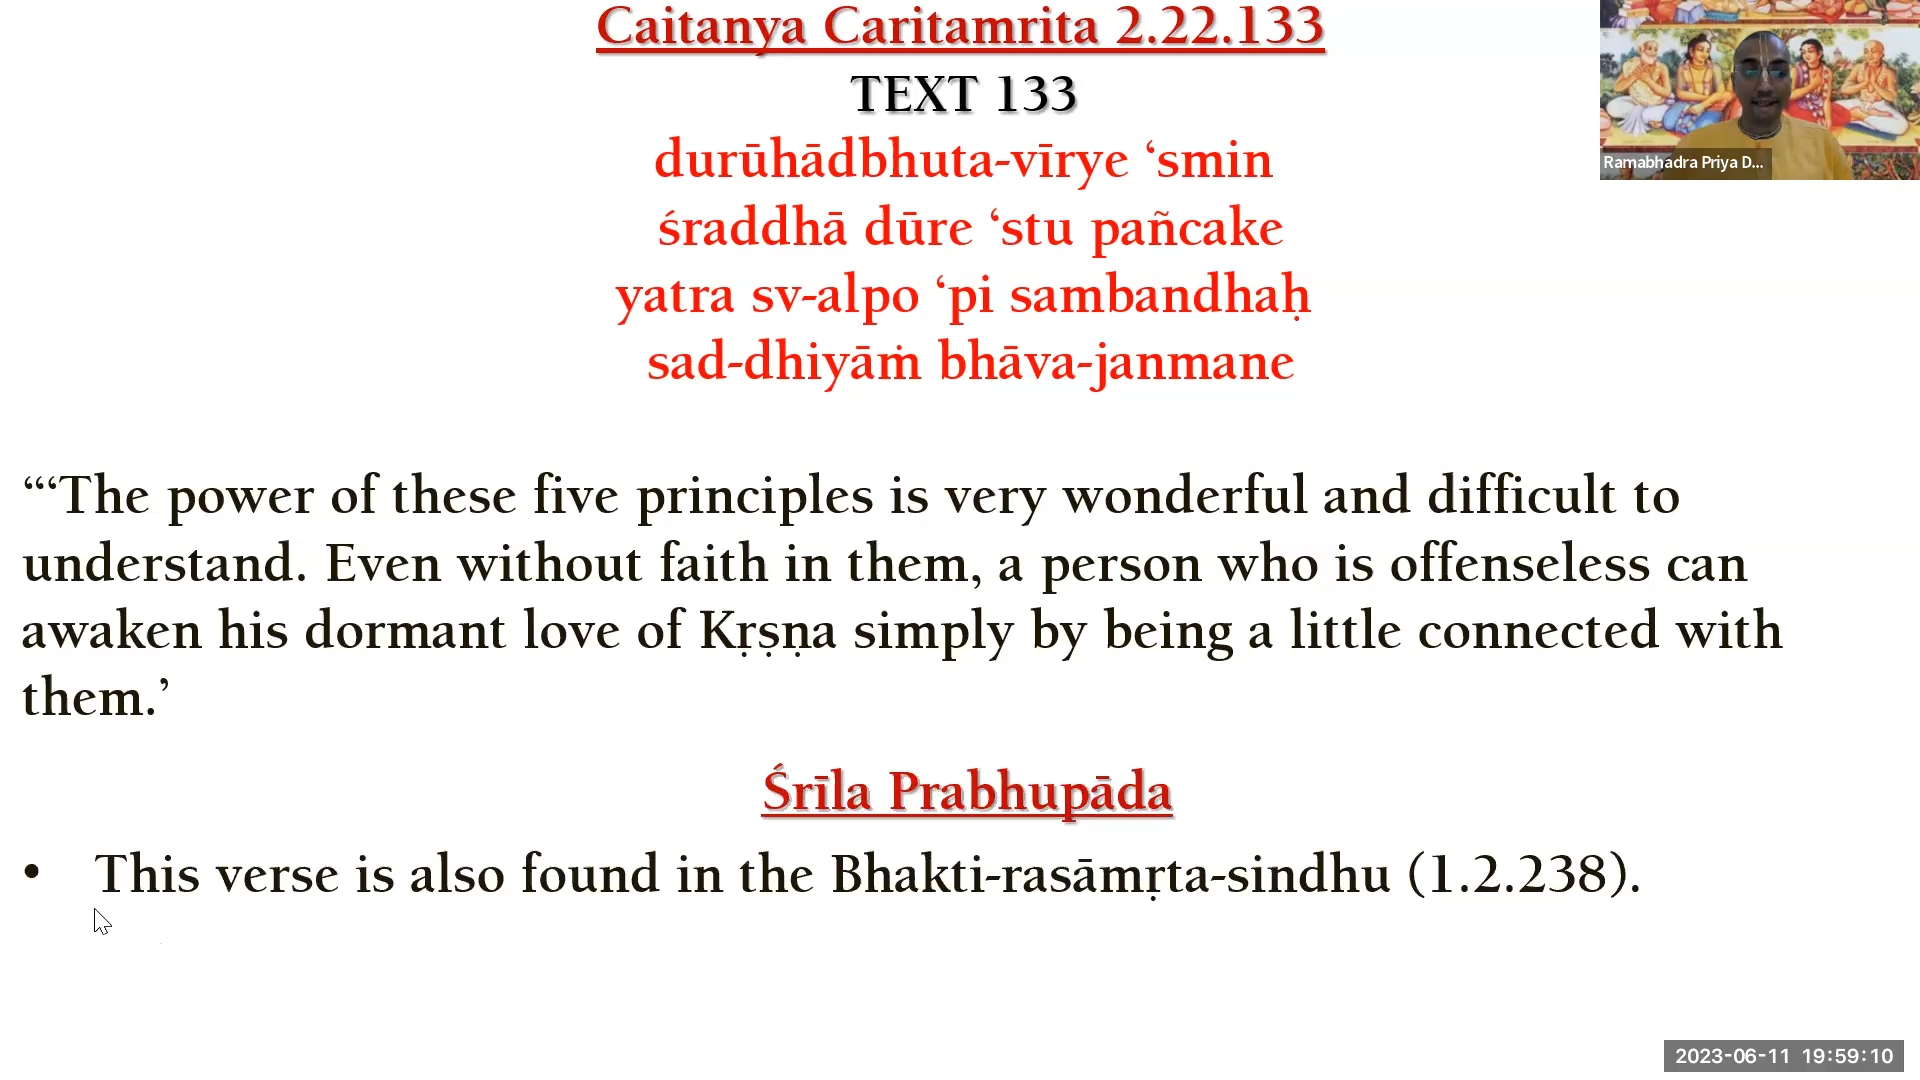 Caitanya Caritamrita 2.22.133
TEXT 133
durūhādbhuta-vīrye ‘smin
śraddhā dūre ‘stu pañcake
yatra sv-alpo ‘pi sambandhaḥ
sad-dhiyāṁ bhāva-janmane
“‘The power of these five principles is very wonderful and difficult to
understand. Even without faith in them, a person who is offenseless can
awaken his dormant love of Kṛṣṇa simply by being a little connected with
them.’
Śrīla Prabhupāda
• This verse is also found in the Bhakti-rasāmṛta-sindhu (1.2.238).
Ramabhadra Priya D...
2023-06-11 19:59:10